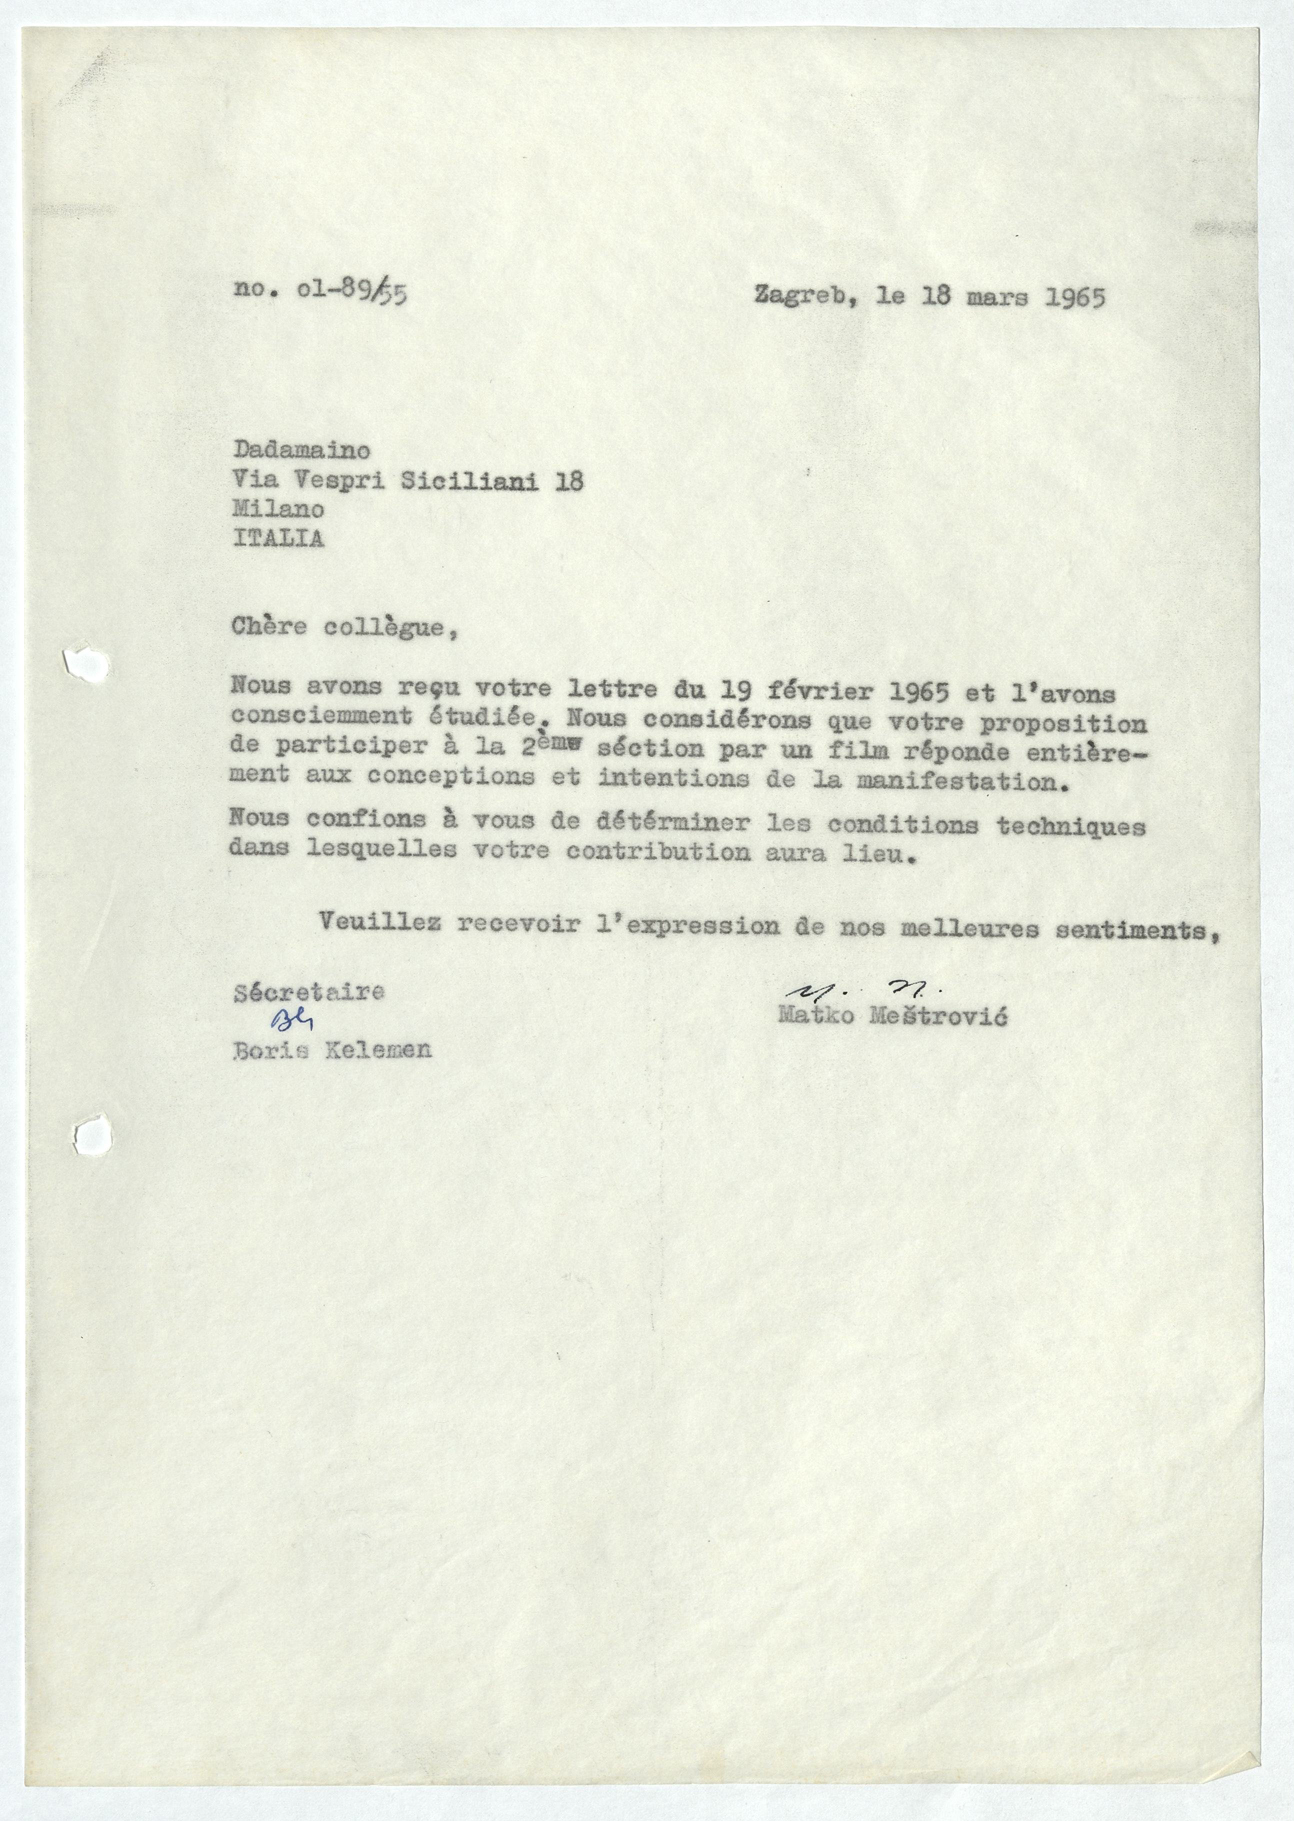 no. ol-89/55
Zagreb, le 18 mars 1965
Dadamaino
Via Vespri Siciliani 18
Milano
ITALIA
Chère collègue,
Nous avons reçu votre lettre du 19 février 1965 et l'avons
consciemment étudiée. Nous considérons que votre proposition
de participer à la 2ème séction par un film réponde entière-
ment aux conceptions et intentions de la manifestation.
Nous confions à vous de détérminer les conditions techniques
dans lesquelles votre contribution aura lieu.
Veuillez recevoir l'expression de nos melleures sentiments,
Sécretaire
Boris Kelemen
M. M.
Matko Meštrović